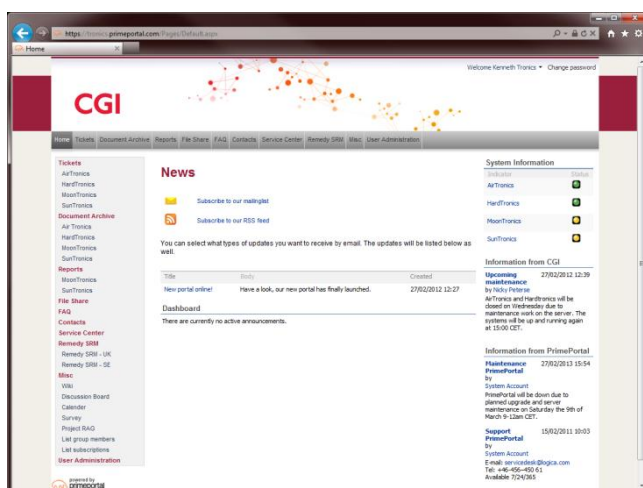 https://tronics.primeportal.com/Pages/Default.aspx
Home
Welcome Kenneth Tronics
Change password
CGI
Home Tickets Document Archive Reports File Share FAQ Contacts Service Center Remedy SRM Misc User Administration
Tickets
AirTronics
HardTronics
MoonTronics
SunTronics
Document Archive
Air Tronics
HardTronics
MoonTronics
SunTronics
Reports
MoonTronics
SunTronics
File Share
FAQ
Contacts
Service Center
Remedy SRM
Remedy SRM - UK
Remedy SRM - SE
Misc
Wiki
Discussion Board
Calender
Survey
Project RAG
List group members
List subscriptions
User Administration
powered by
primeportal
News
Subscribe to our mailinglist
Subscribe to our RSS feed
You can select what types of updates you want to receive by email. The updates will be listed below as
well.
Title Body Created
New portal online! Have a look, our new portal has finally launched. 27/02/2012 12:27
Dashboard
There are currently no active announcements.
System Information
Indicator Status
AirTronics
HardTronics
MoonTronics
SunTronics
Information from CGI
Upcoming 27/02/2012 12:39
maintenance
by Nicky Peterse
AirTronics and Hardtronics will be
closed on Wednesday due to
maintenance work on the server. The
systems will be up and running again
at 15:00 CET.
Information from PrimePortal
Maintenance 27/02/2013 15:54
PrimePortal
by
System Account
PrimePortal will be down due to
planned upgrade and server
maintenance on Saturday the 9th of
March 9-12am CET.
Support 15/02/2011 10:03
PrimePortal
by
System Account
E-mail: servicedesk@logica.com
Tel: +46-456-450 61
Available 7/24/365